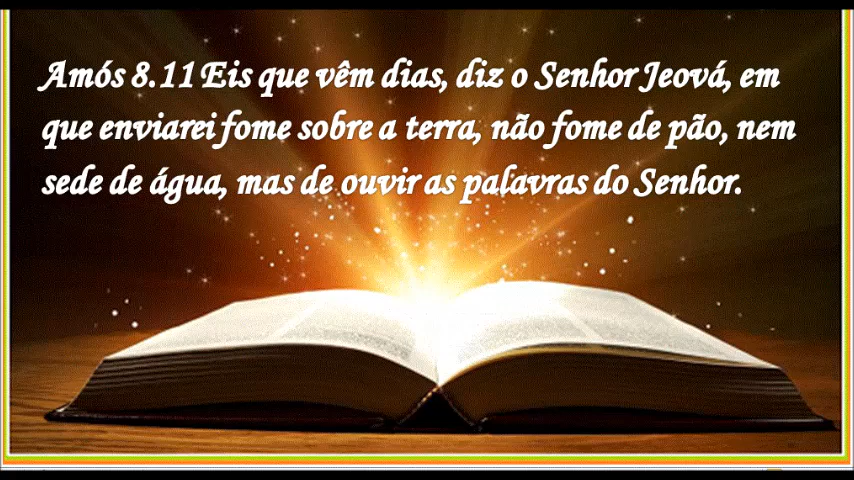 Amós 8.11 Eis que vêm dias, diz o Senhor Jeová, em
que enviarei fome sobre a terra, não fome de pão, nem
sede de água, mas de ouvir as palavras do Senhor.